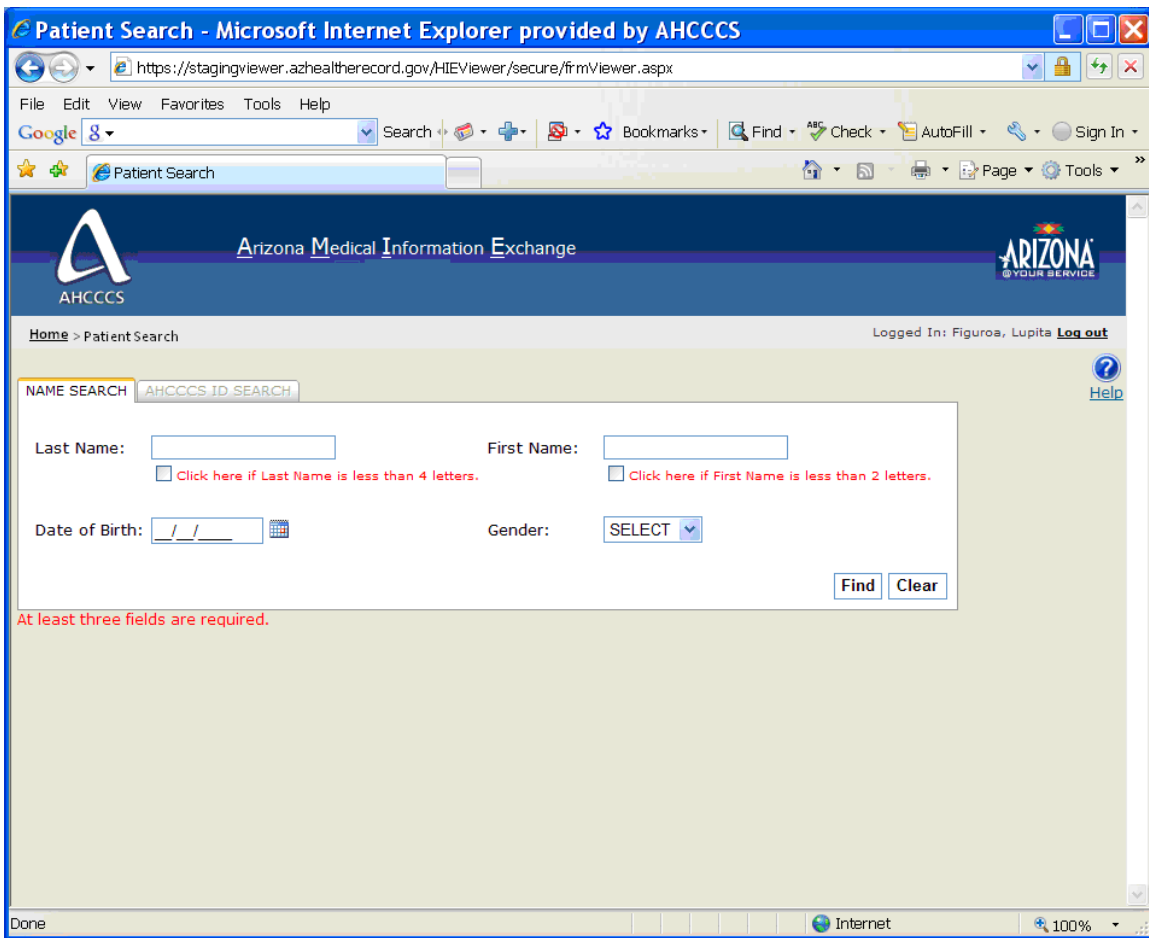 Patient Search - Microsoft Internet Explorer provided by AHCCCS
https://stagingviewer.azhealtherecord.gov/HIEViewer/secure/frmViewer.aspx
File Edit View Favorites Tools Help
Google g Search Bookmarks Find ABC Check AutoFill Sign In
Patient Search Page Tools »
Arizona Medical Information Exchange
ARIZONA
@YOUR SERVICE
AHCCCS
Home > Patient Search Logged In: Figuroa, Lupita Log out
Help
NAME SEARCH AHCCCS ID SEARCH
Last Name: First Name:
Click here if Last Name is less than 4 letters. Click here if First Name is less than 2 letters.
Date of Birth: __/__/____ Gender: SELECT
Find Clear
At least three fields are required.
Done Internet 100%